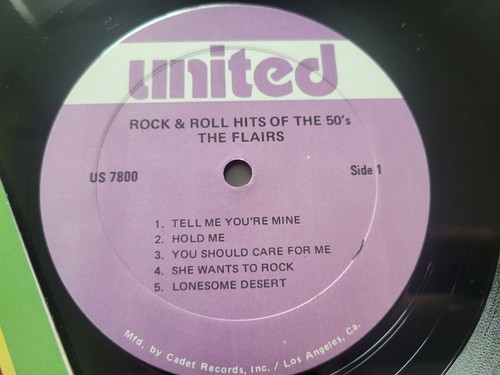 united
ROCK & ROLL HITS OF THE 50's
THE FLAIRS
US 7800
Side 1
1. TELL ME YOU'RE MINE
2. HOLD ME
3. YOU SHOULD CARE FOR ME
4. SHE WANTS TO ROCK
5. LONESOME DESERT
Mfd. by Cadet Records, Inc. / Los Angeles, Ca.